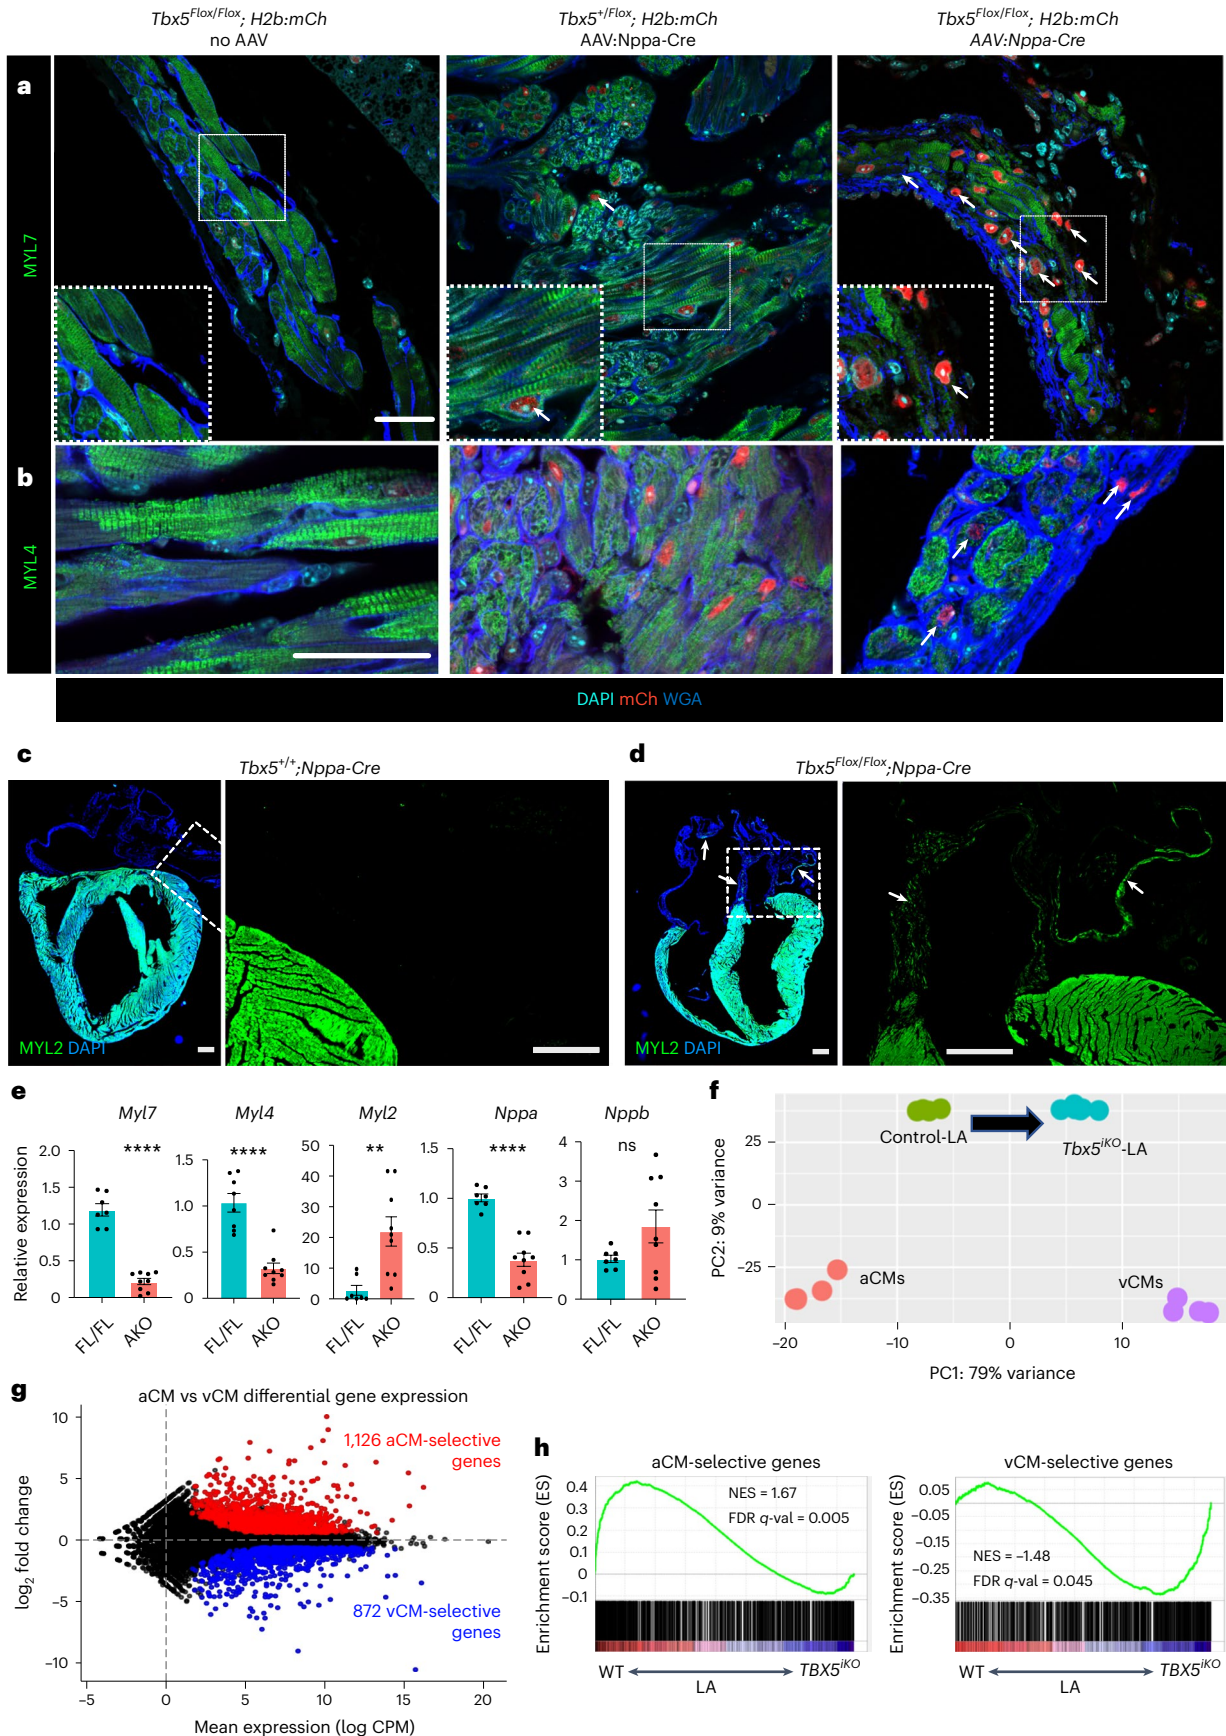 Tbx5Flox/Flox; H2b:mCh
no AAV
Tbx5+/Flox; H2b:mCh
AAV:Nppa-Cre
Tbx5Flox/Flox; H2b:mCh
AAV:Nppa-Cre
a
MYL7
b
MYL4
DAPI mCh WGA
c
Tbx5+/+;Nppa-Cre
MYL2 DAPI
d
Tbx5Flox/Flox;Nppa-Cre
MYL2 DAPI
e
Relative expression
Myl7
****
2.0
1.5
1.0
0.5
0
FL/FL
AKO
Myl4
****
1.5
1.0
0.5
0
FL/FL
AKO
Myl2
**
50
40
30
20
10
0
FL/FL
AKO
Nppa
****
1.5
1.0
0.5
0
FL/FL
AKO
Nppb
ns
4
3
2
1
0
FL/FL
AKO
f
PC2: 9% variance
25
0
−25
Control-LA
Tbx5iKO-LA
aCMs
vCMs
−20
−10
0
10
PC1: 79% variance
g
aCM vs vCM differential gene expression
log2 fold change
10
5
0
−5
−10
1,126 aCM-selective
genes
872 vCM-selective
genes
−5
0
5
10
15
20
Mean expression (log CPM)
h
aCM-selective genes
Enrichment score (ES)
0.4
0.3
0.2
0.1
0
−0.1
NES = 1.67
FDR q-val = 0.005
vCM-selective genes
Enrichment score (ES)
0.05
−0.05
−0.15
−0.25
−0.35
NES = −1.48
FDR q-val = 0.045
WT
LA
TBX5iKO
WT
LA
TBX5iKO